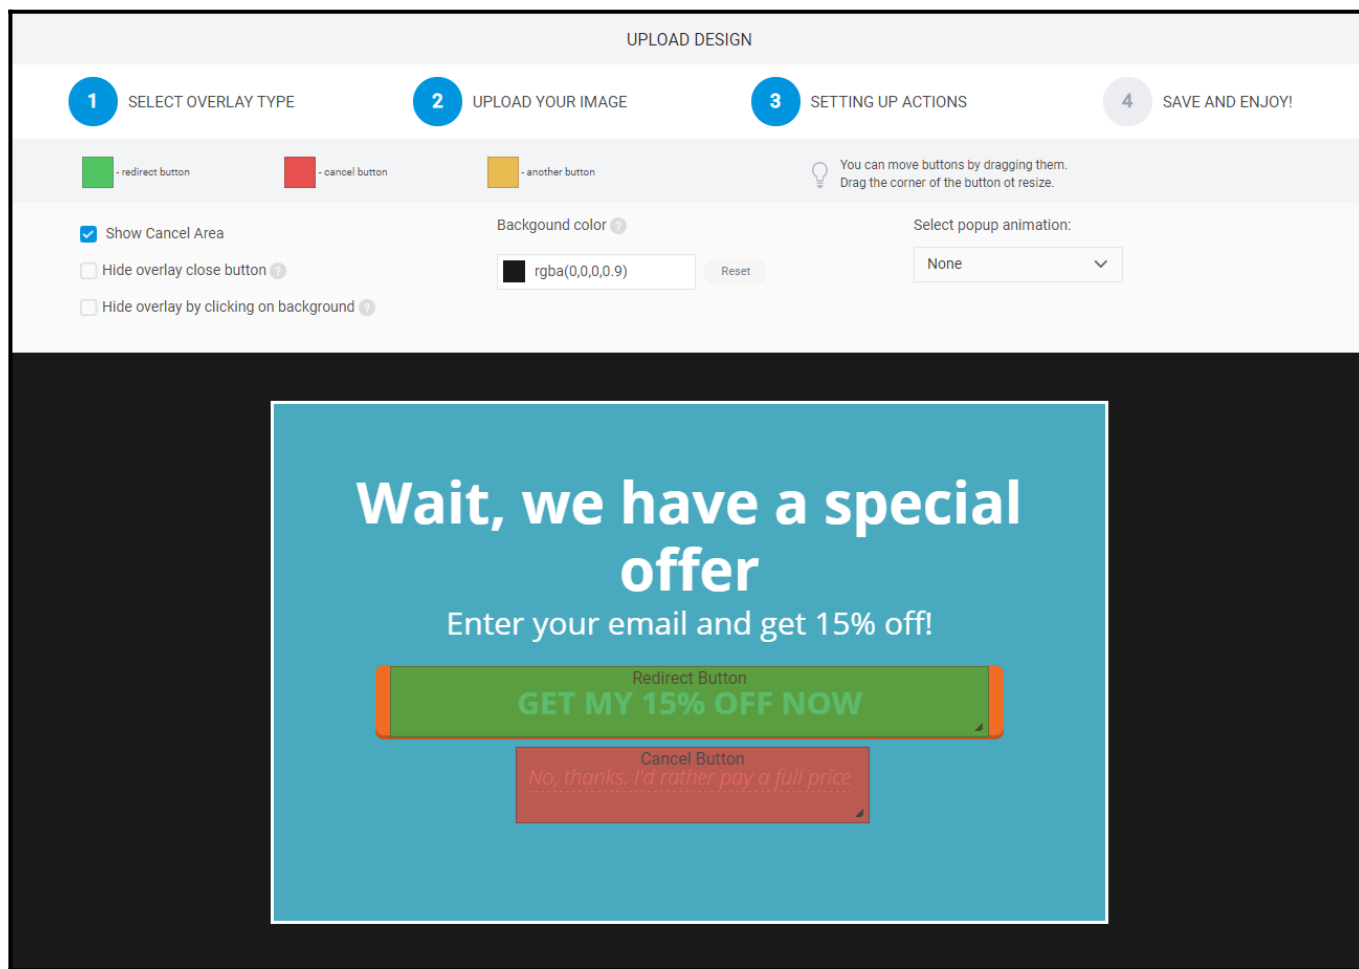 UPLOAD DESIGN
1 SELECT OVERLAY TYPE
2 UPLOAD YOUR IMAGE
3 SETTING UP ACTIONS
4 SAVE AND ENJOY!
- redirect button
- cancel button
- another button
You can move buttons by dragging them.
Drag the corner of the button ot resize.
Show Cancel Area
Hide overlay close button ?
Hide overlay by clicking on background ?
Backgound color ?
rgba(0,0,0,0.9)
Reset
Select popup animation:
None
Wait, we have a special
offer
Enter your email and get 15% off!
Redirect Button
GET MY 15% OFF NOW
Cancel Button
No, thanks. I'd rather pay a full price